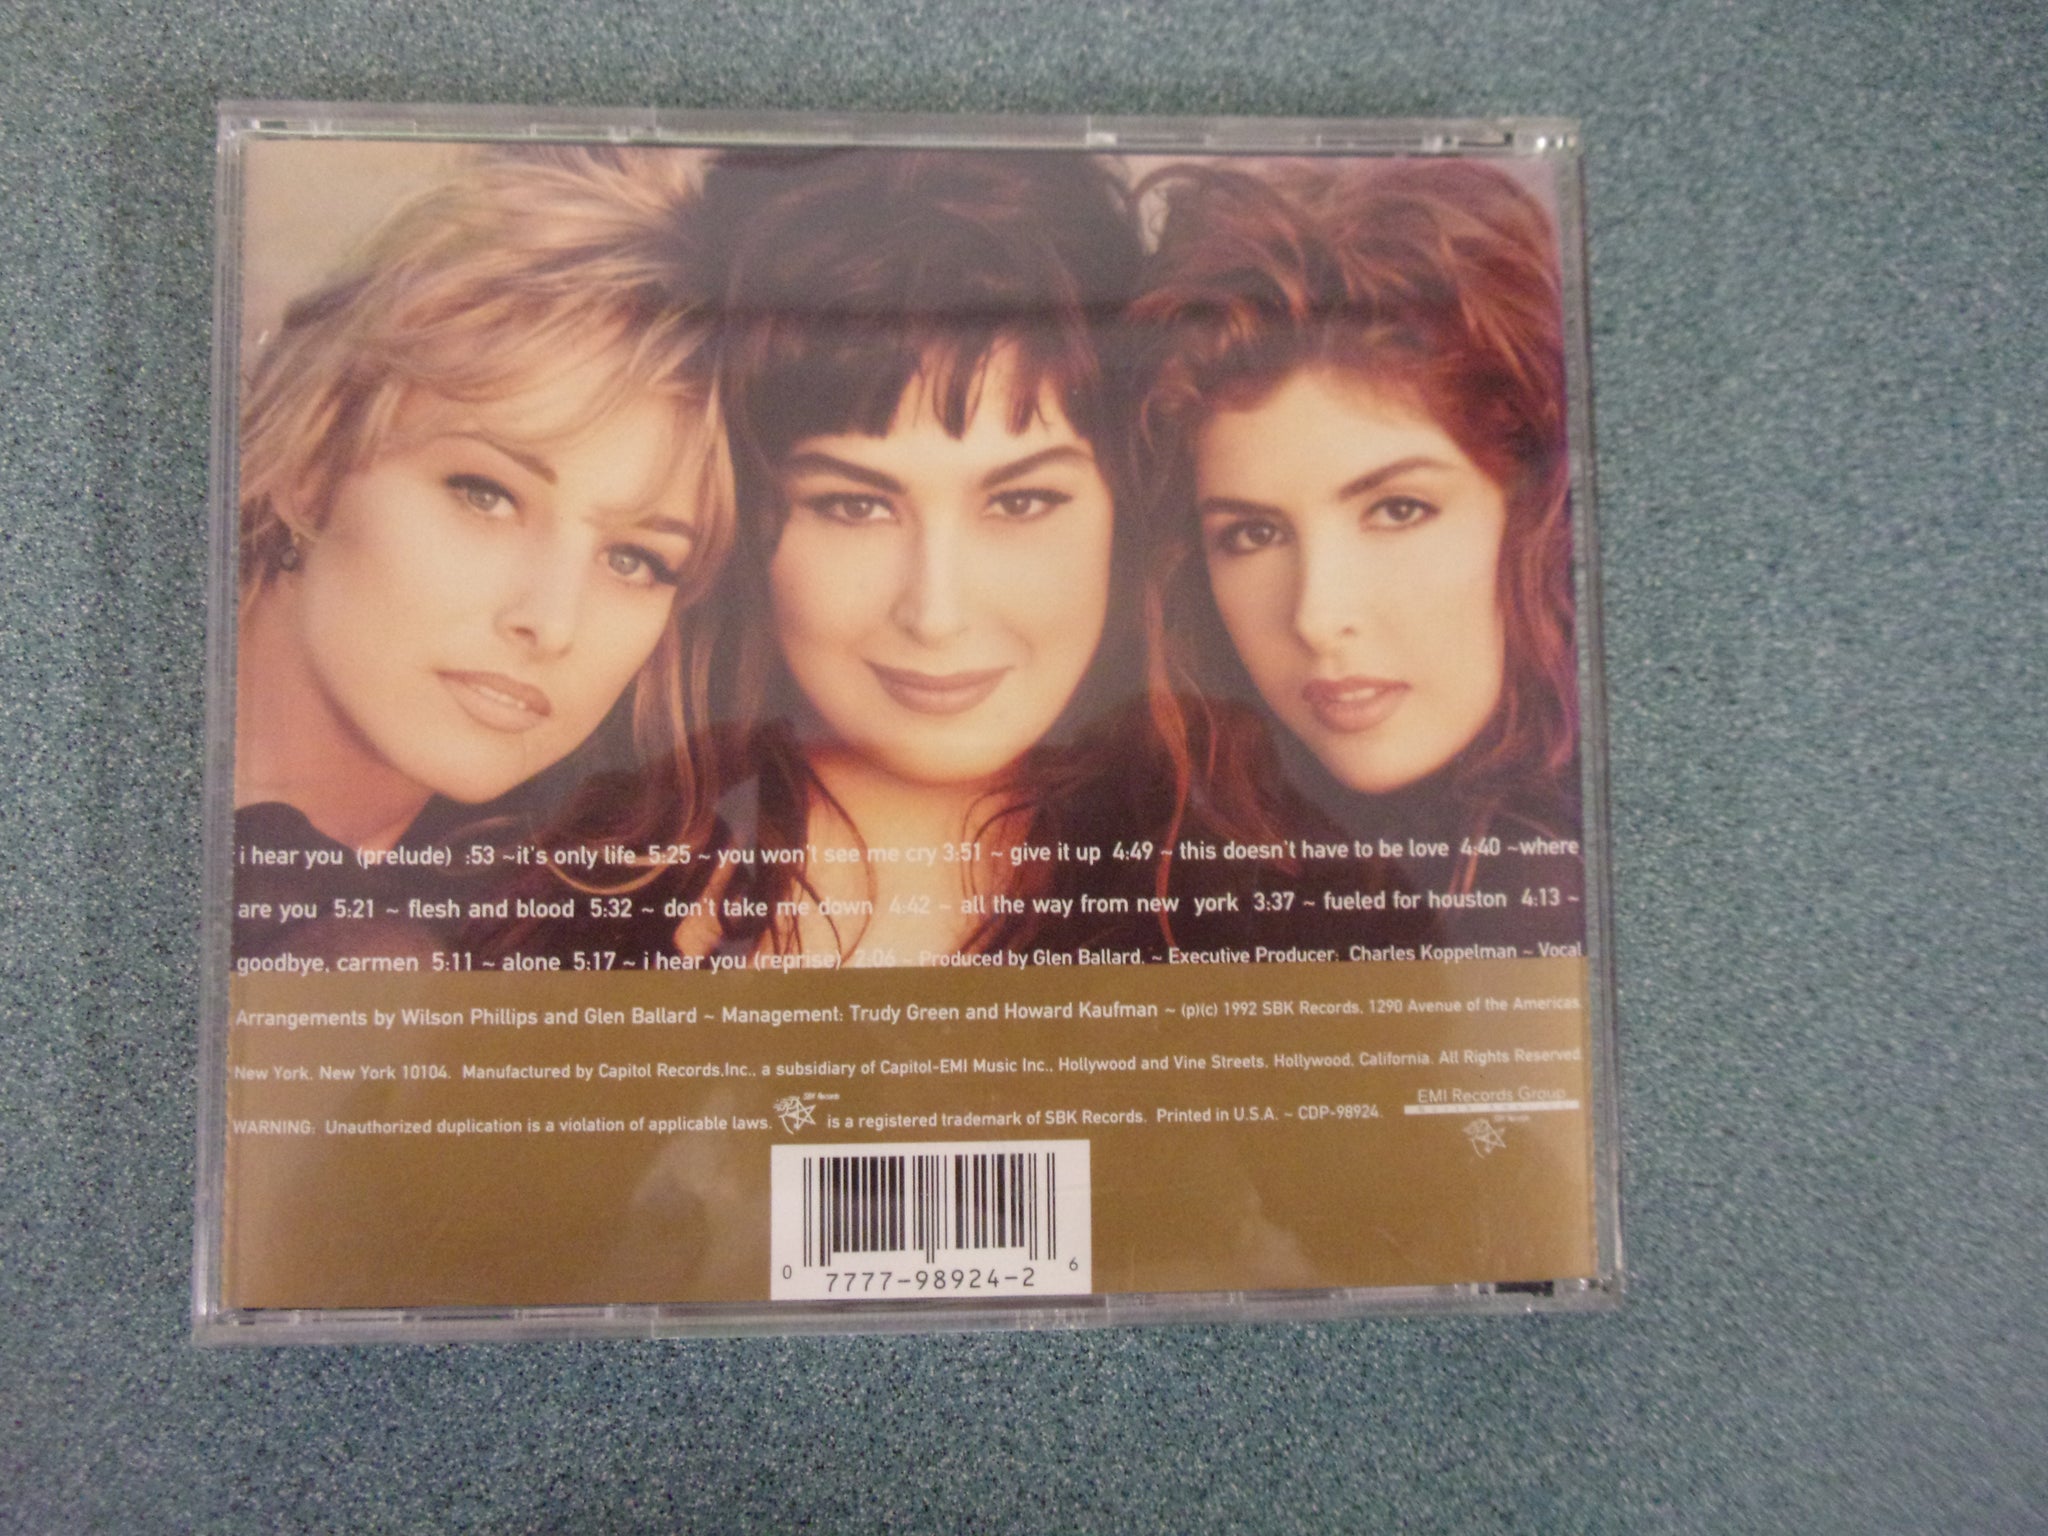 i hear you (prelude) :53 ~it's only life 5:25 ~ you won't see me cry 3:51 ~ give it up 4:49 ~ this doesn't have to be love 4:40 ~where
are you 5:21 ~ flesh and blood 5:32 ~ don't take me down 4:42 ~ all the way from new york 3:37 ~ fueled for houston 4:13 ~
goodbye, carmen 5:11 ~ alone 5:17 ~ i hear you (reprise) 2:06 ~ Produced by Glen Ballard. ~ Executive Producer: Charles Koppelman ~ Vocal
Arrangements by Wilson Phillips and Glen Ballard ~ Management: Trudy Green and Howard Kaufman ~ (p)(c) 1992 SBK Records. 1290 Avenue of the Americas
New York, New York 10104. Manufactured by Capitol Records,Inc., a subsidiary of Capitol-EMI Music Inc., Hollywood and Vine Streets. Hollywood, California. All Rights Reserved
WARNING: Unauthorized duplication is a violation of applicable laws. SBK Records is a registered trademark of SBK Records. Printed in U.S.A. ~ CDP-98924.
EMI Records Group
0 7777-98924-2 6